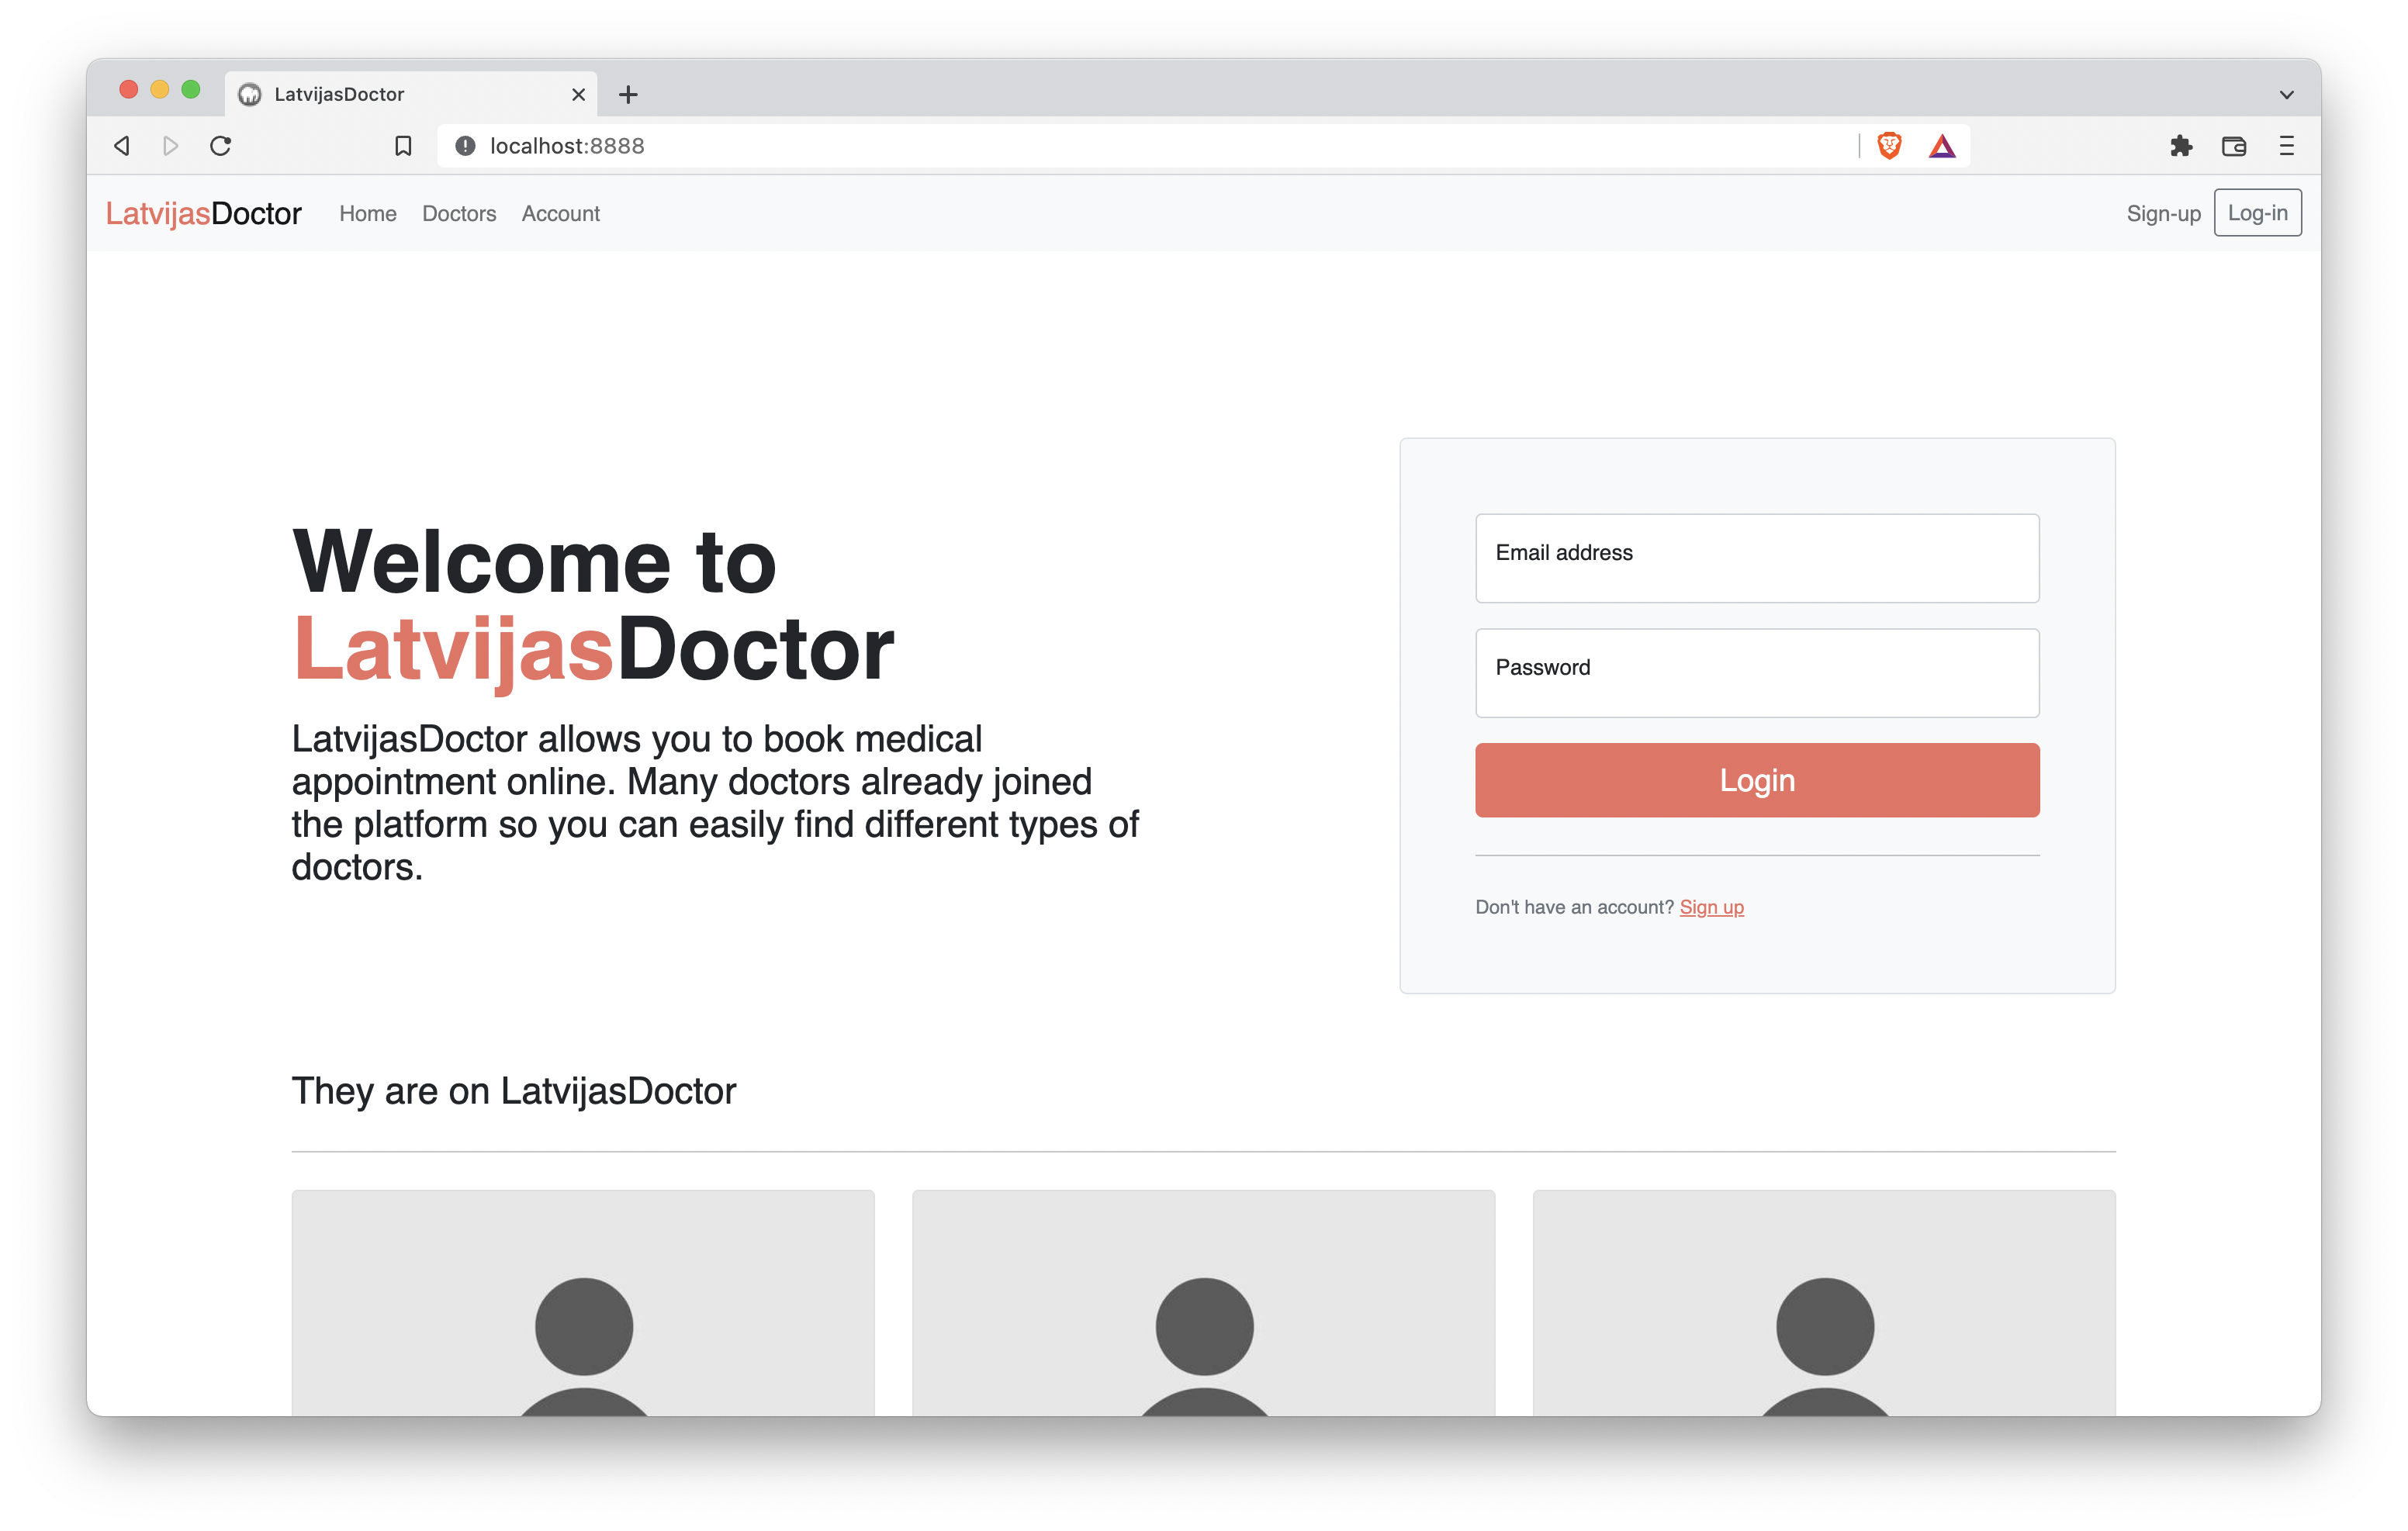 LatvijasDoctor
localhost:8888
LatvijasDoctor Home Doctors Account Sign-up Log-in
Welcome to
LatvijasDoctor
LatvijasDoctor allows you to book medical
appointment online. Many doctors already joined
the platform so you can easily find different types of
doctors.
Email address
Password
Login
Don't have an account? Sign up
They are on LatvijasDoctor